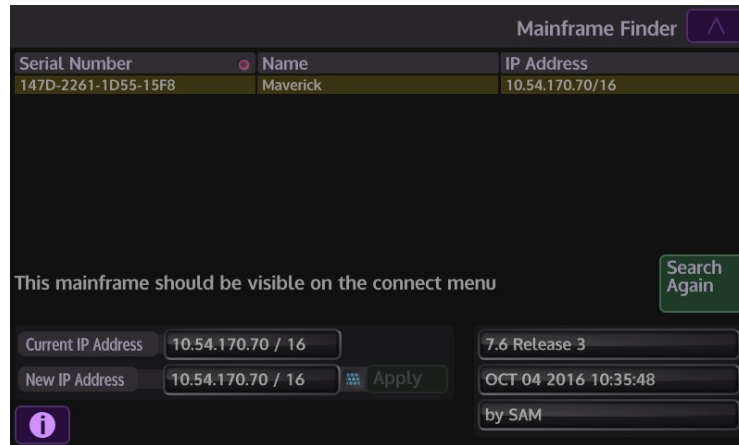 Mainframe Finder
Serial Number Name IP Address
147D-2261-1D55-15F8 Maverick 10.54.170.70/16
This mainframe should be visible on the connect menu
Search
Again
Current IP Address 10.54.170.70 / 16 7.6 Release 3
New IP Address 10.54.170.70 / 16 Apply OCT 04 2016 10:35:48
by SAM